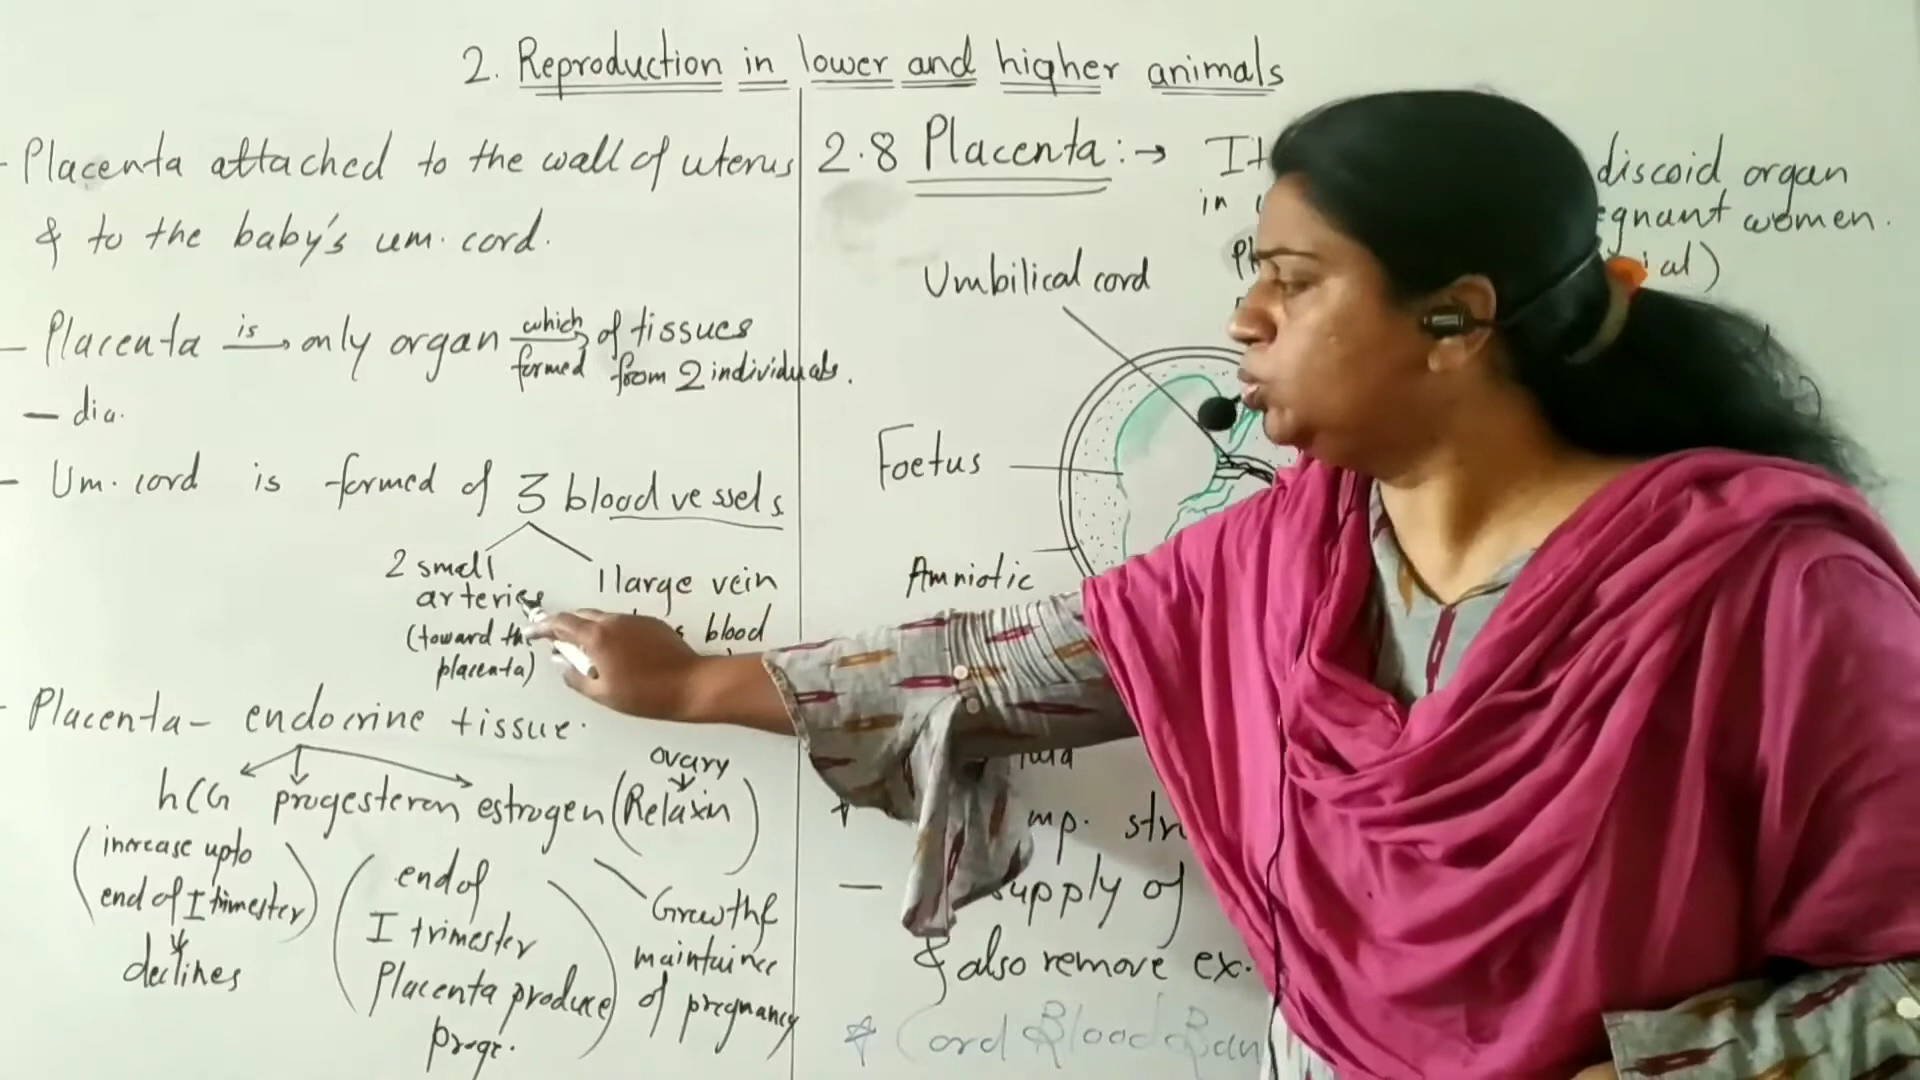 2. Reproduction in lower and higher animals
- Placenta attached to the wall of uterus
& to the baby's um. cord.
- Placenta is → only organ which formed of tissues
from 2 individuals.
- dia.
- Um. cord is formed of 3 blood vessels
2 small
arteries
(toward the
placenta)
1 large vein
blood
- Placenta - endocrine tissue.
ovary
hCG progesteron estrogen (Relaxin)
(increase upto
end of I trimester)
declines
(end of
I trimester
Placenta produce
proge.)
Growth &
maintaince
of pregnancy
2.8 Placenta :→ It discoid organ
in women.
Umbilical cord
Foetus
Amniotic
imp.
supply of
& also remove ex.
* Cord Blood Ban